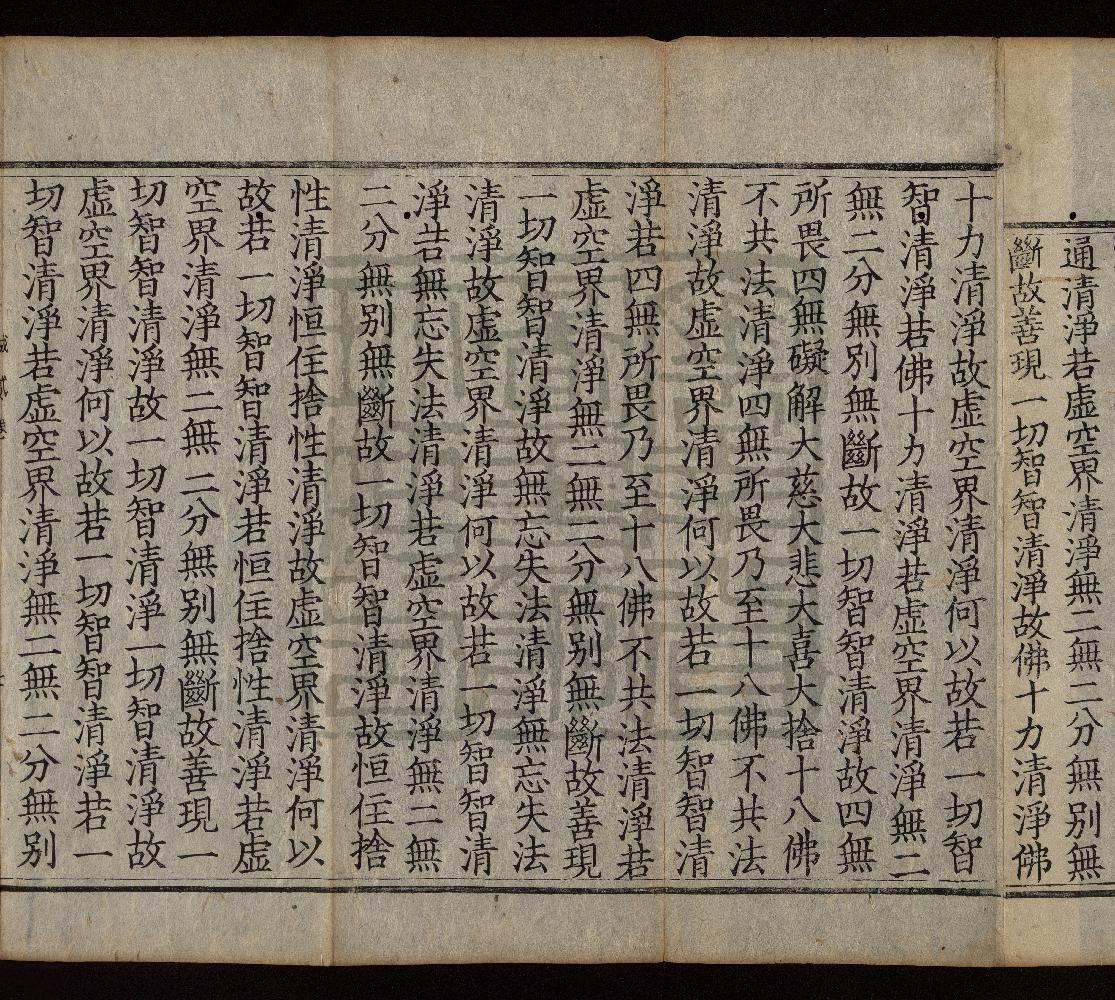 通清淨若虛空界清淨無二無二分無別無
斷故善現一切智智清淨故佛十力清淨佛
十力清淨故虛空界清淨何以故若一切智
智清淨若佛十力清淨若虛空界清淨無二
無二分無別無斷故一切智智清淨故四無
所畏四無礙解大慈大悲大喜大捨十八佛
不共法清淨四無所畏乃至十八佛不共法
清淨故虛空界清淨何以故若一切智智清
淨若四無所畏乃至十八佛不共法清淨若
虛空界清淨無二無二分無別無斷故善現
一切智智清淨故無忘失法清淨無忘失法
清淨故虛空界清淨何以故若一切智智清
淨若無忘失法清淨若虛空界清淨無二無
二分無別無斷故一切智智清淨故恒住捨
性清淨恒住捨性清淨故虛空界清淨何以
故若一切智智清淨若恒住捨性清淨若虛
空界清淨無二無二分無別無斷故善現一
切智智清淨故一切智清淨一切智清淨故
虛空界清淨何以故若一切智智清淨若一
切智清淨若虛空界清淨無二無二分無別